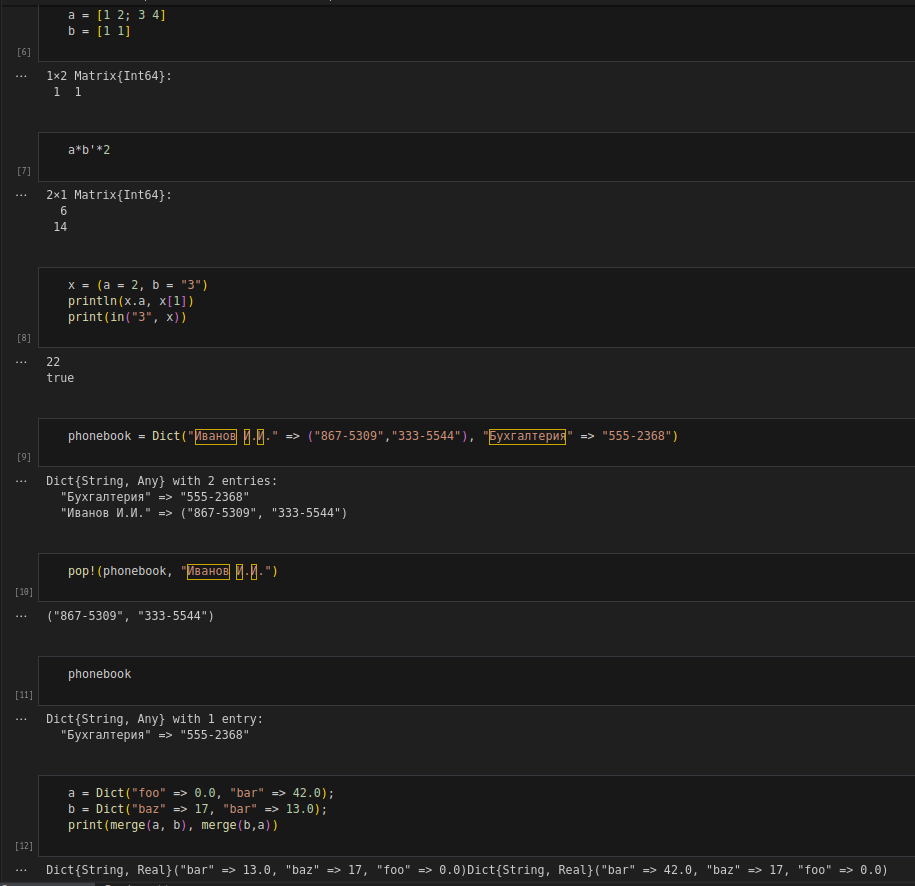 a = [1 2; 3 4]
b = [1 1]
[6]
... 1×2 Matrix{Int64}:
1 1
a*b'*2
[7]
... 2×1 Matrix{Int64}:
6
14
x = (a = 2, b = "3")
println(x.a, x[1])
print(in("3", x))
[8]
... 22
true
phonebook = Dict("Иванов И.И." => ("867-5309","333-5544"), "Бухгалтерия" => "555-2368")
[9]
... Dict{String, Any} with 2 entries:
"Бухгалтерия" => "555-2368"
"Иванов И.И." => ("867-5309", "333-5544")
pop!(phonebook, "Иванов И.И.")
[10]
... ("867-5309", "333-5544")
phonebook
[11]
... Dict{String, Any} with 1 entry:
"Бухгалтерия" => "555-2368"
a = Dict("foo" => 0.0, "bar" => 42.0);
b = Dict("baz" => 17, "bar" => 13.0);
print(merge(a, b), merge(b,a))
[12]
... Dict{String, Real}("bar" => 13.0, "baz" => 17, "foo" => 0.0)Dict{String, Real}("bar" => 42.0, "baz" => 17, "foo" => 0.0)